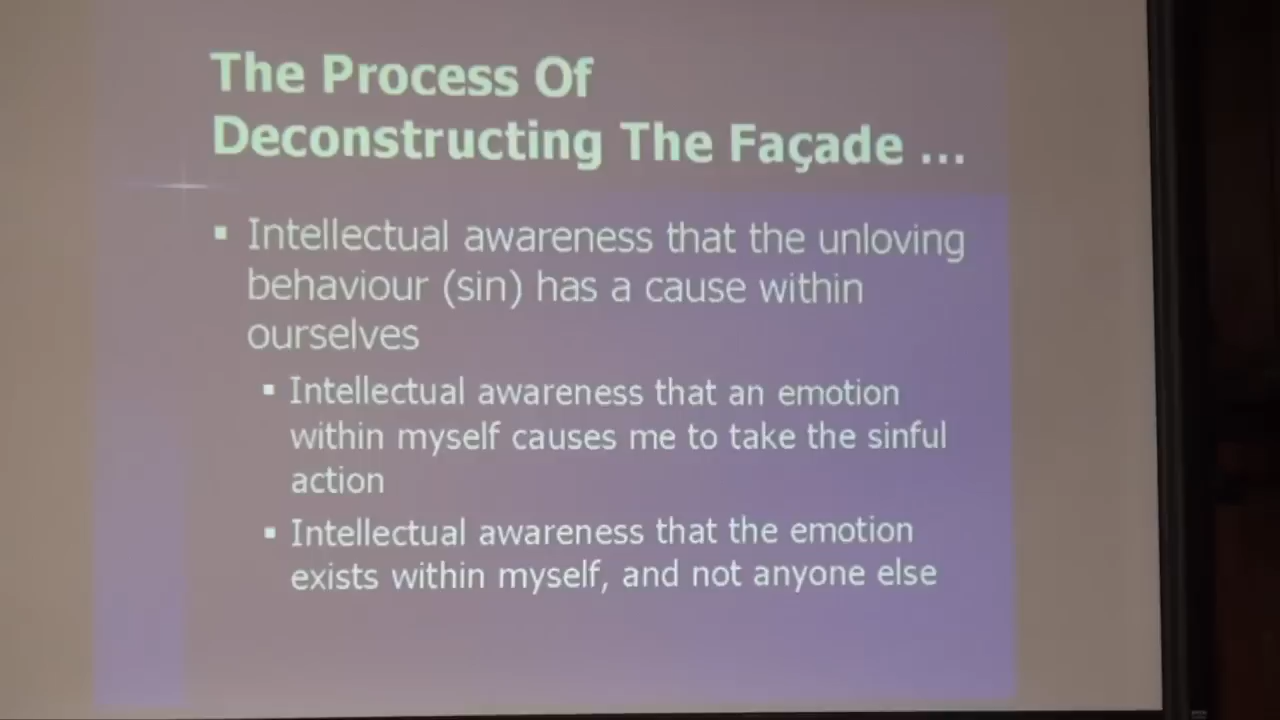 The Process Of
Deconstructing The Façade ...
▪ Intellectual awareness that the unloving
behaviour (sin) has a cause within
ourselves
▪ Intellectual awareness that an emotion
within myself causes me to take the sinful
action
▪ Intellectual awareness that the emotion
exists within myself, and not anyone else